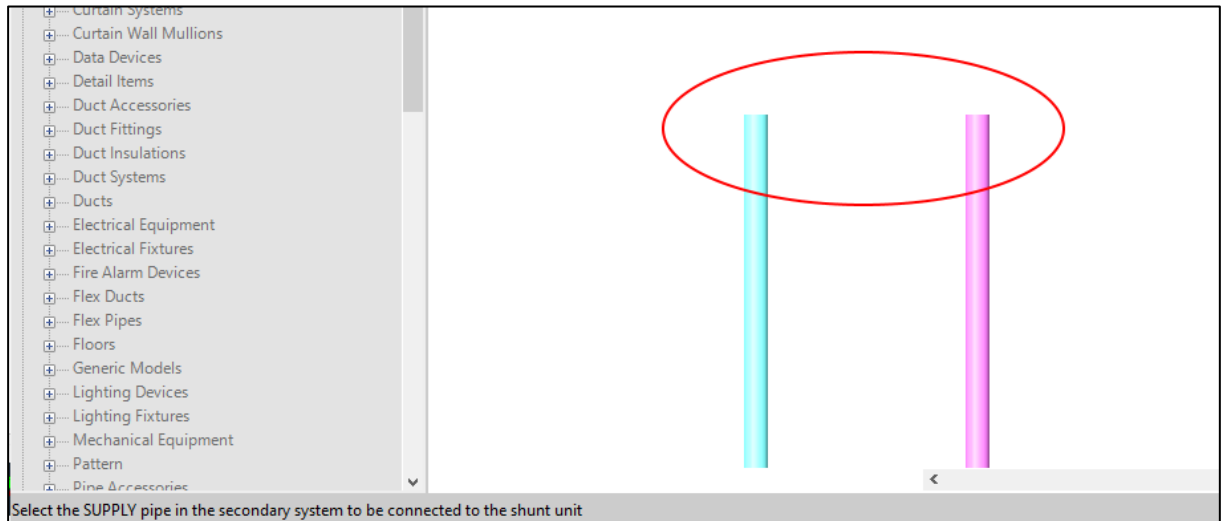 Curtain Systems
Curtain Wall Mullions
Data Devices
Detail Items
Duct Accessories
Duct Fittings
Duct Insulations
Duct Systems
Ducts
Electrical Equipment
Electrical Fixtures
Fire Alarm Devices
Flex Ducts
Flex Pipes
Floors
Generic Models
Lighting Devices
Lighting Fixtures
Mechanical Equipment
Pattern
Pipe Accessories
Select the SUPPLY pipe in the secondary system to be connected to the shunt unit